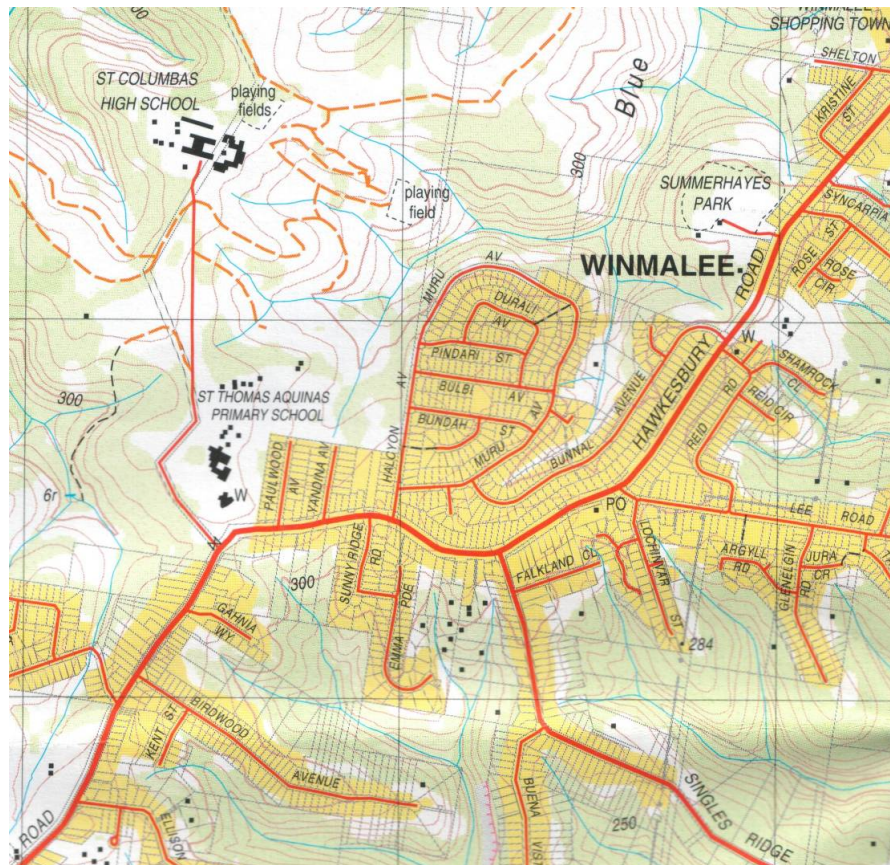 WINMALEE
SHOPPING TOWN
SHELTON
ST COLUMBAS
HIGH SCHOOL
playing
fields
KRISTINE
ST
Blue
300
playing
field
SUMMERHAYES
PARK
SYNCARPIA
ROSE ST
ROSE
CIR
WINMALEE
ROAD
MURU AV
DURALI
AV
PINDARI ST
BULBI AV
BUNDAH ST
MURU AV
HALCYON AV
BUNNAL AVENUE
HAWKESBURY
W
SHAMROCK
CL
REID CIR
REID RD
300
ST THOMAS AQUINAS
PRIMARY SCHOOL
W
6r
PAULWOOD
AV
YANDINA AV
PO
LEE ROAD
LOCHINVAR
ST
ARGYLL
RD
JURA
CR
GLENELGIN
RD
FALKLAND CL
300
SUNNY RIDGE
RD
EMMA PDE
GAHNIA
WY
284
KENT ST
BIRDWOOD
AVENUE
ROAD
ELLISON
BUENA
VIS
SINGLES
RIDGE
250